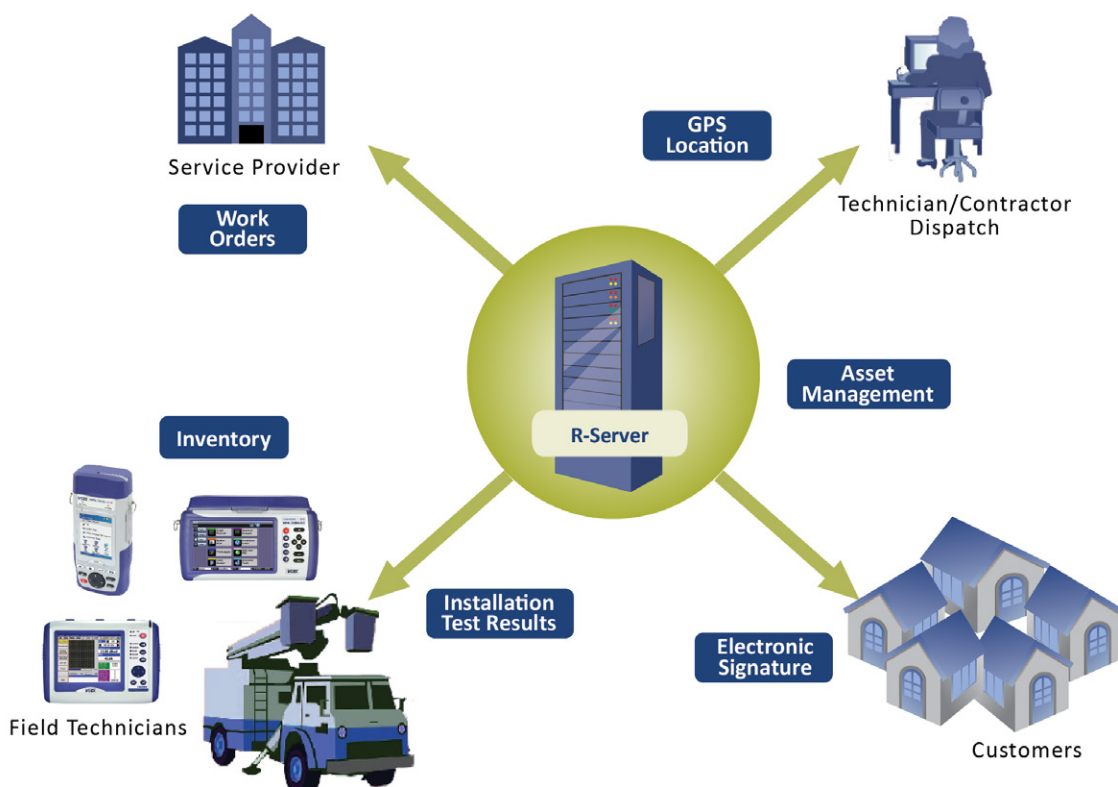 GPS
Location
Service Provider
Technician/Contractor
Dispatch
Work
Orders
Asset
Management
R-Server
Inventory
Installation
Test Results
Electronic
Signature
Field Technicians
Customers